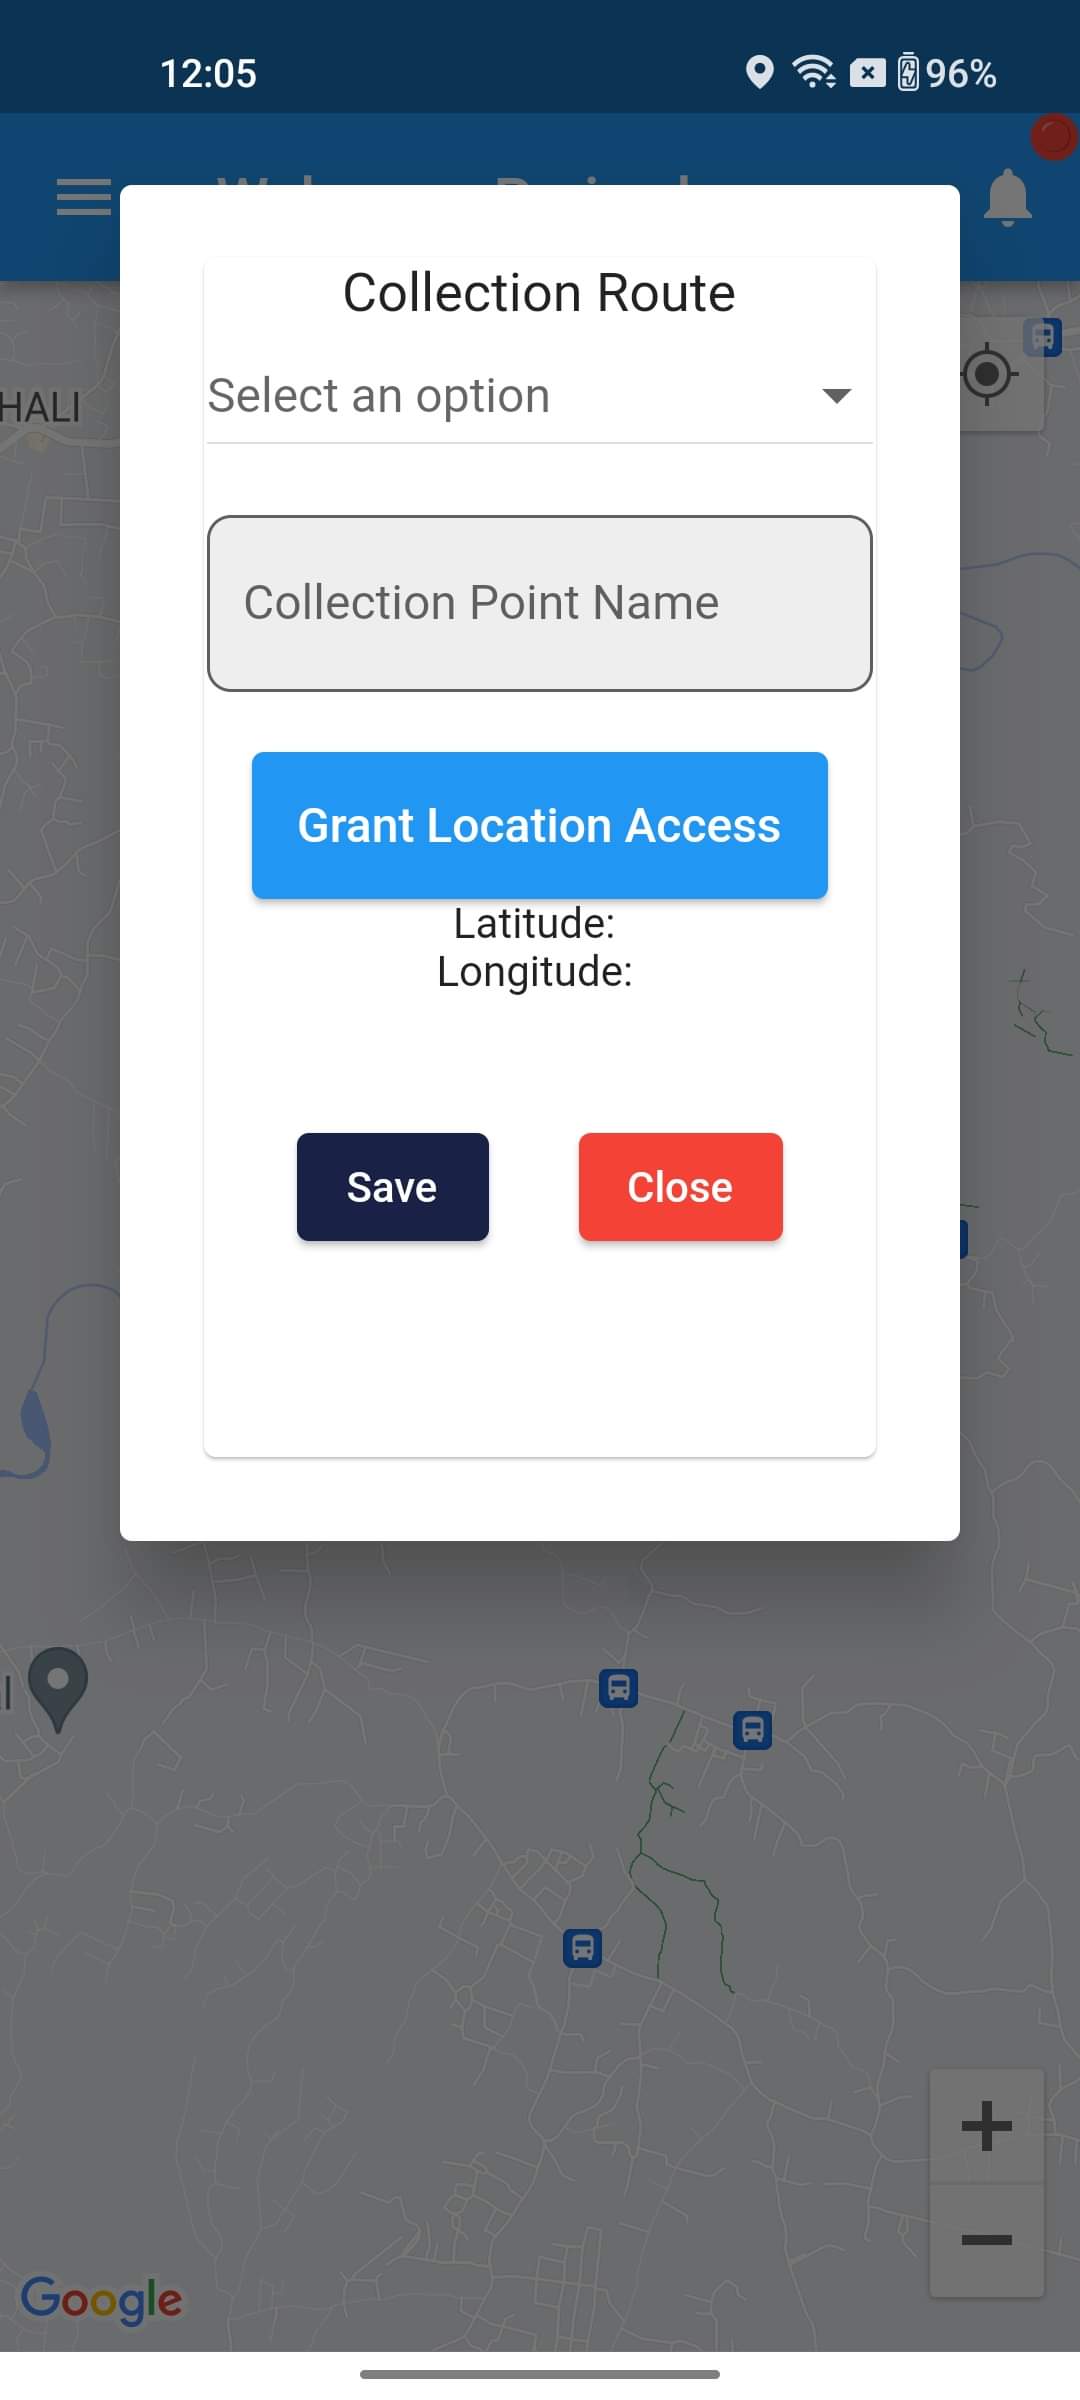 12:05
96%
Collection Route
Select an option
HALI
Collection Point Name
Grant Location Access
Latitude:
Longitude:
Save
Close
Google